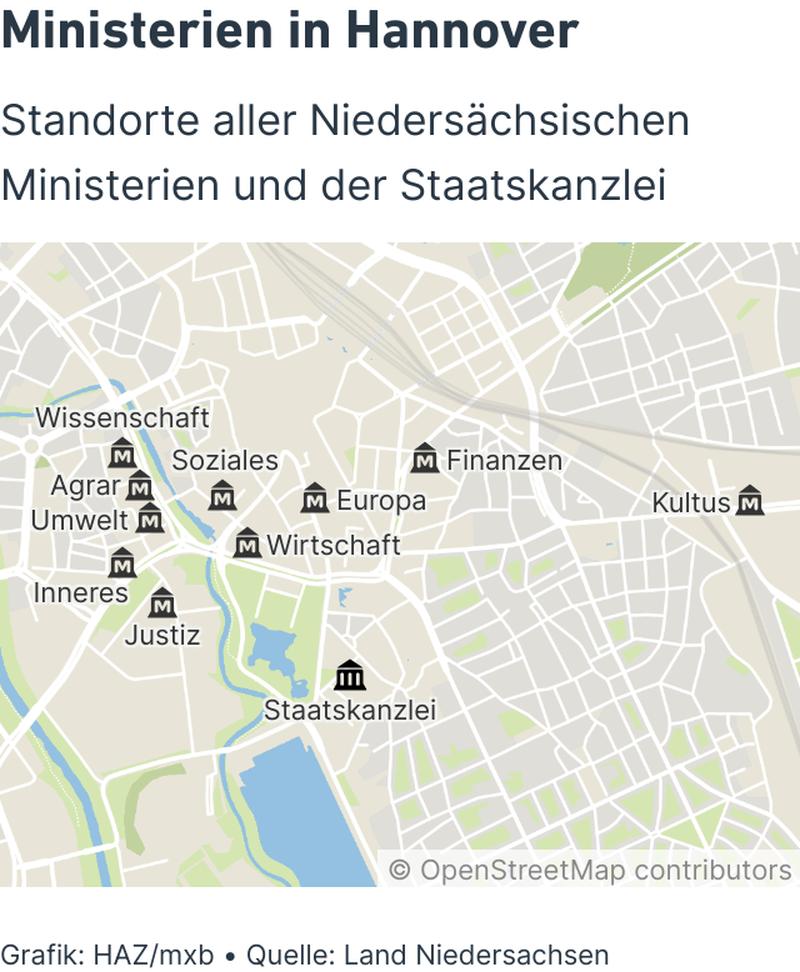 Ministerien in Hannover
Standorte aller Niedersächsischen
Ministerien und der Staatskanzlei
Wissenschaft
M
Soziales
M Finanzen
Agrar M
M
M Europa
Kultus M
Umwelt M
M Wirtschaft
M
Inneres
M
Justiz
Staatskanzlei
© OpenStreetMap contributors
Grafik: HAZ/mxb • Quelle: Land Niedersachsen